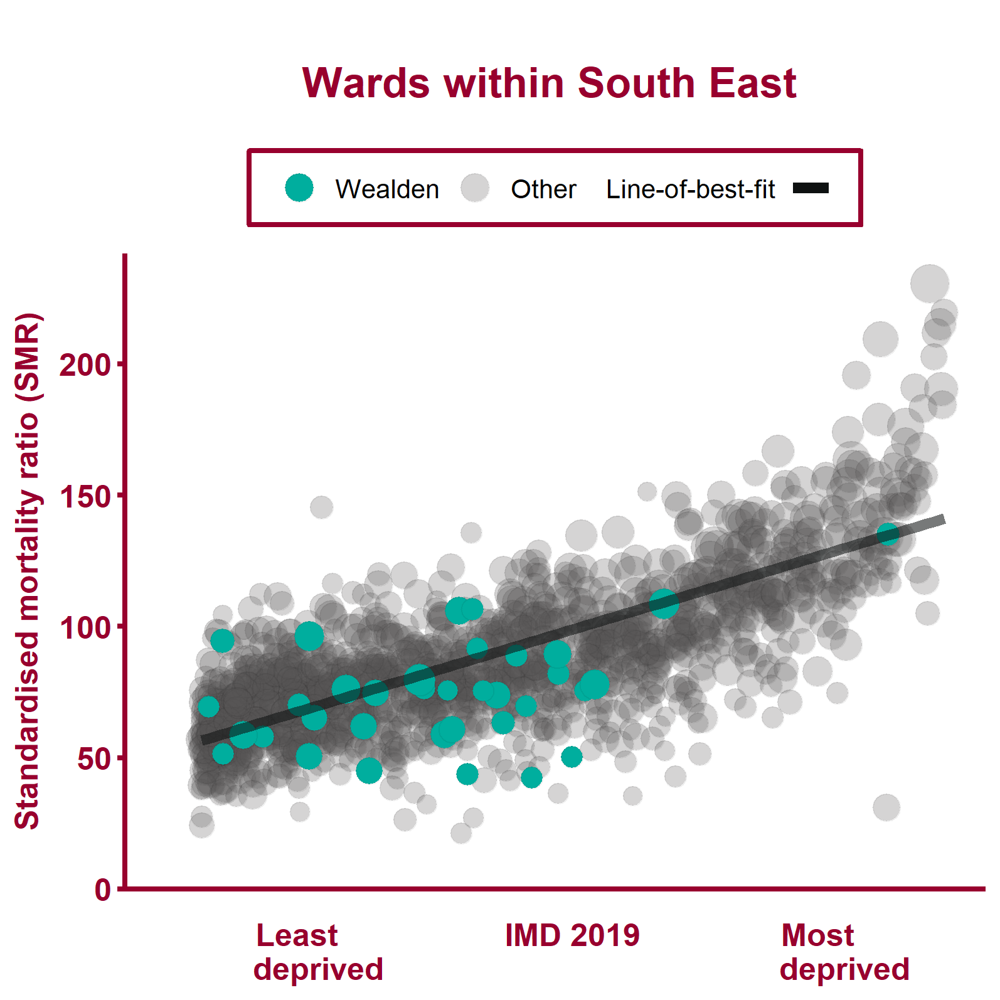 Wards within South East
Wealden Other Line-of-best-fit
Standardised mortality ratio (SMR)
200
150
100
50
0
Least deprived
IMD 2019
Most deprived